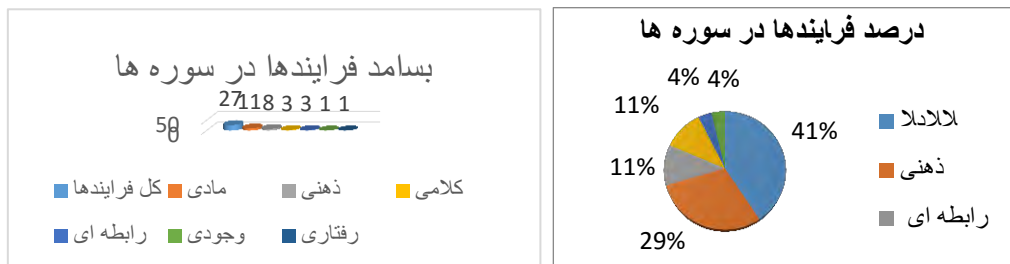 بسامد فرایندها در سوره ها
27 11 8 3 3 1 1
50
0
کل فرایندها مادی ذهنی کلامی
رابطه ای وجودی رفتاری
درصد فرایندها در سوره ها
4% 4%
11%
41%
11%
29%
لالادلا
ذهنی
رابطه ای